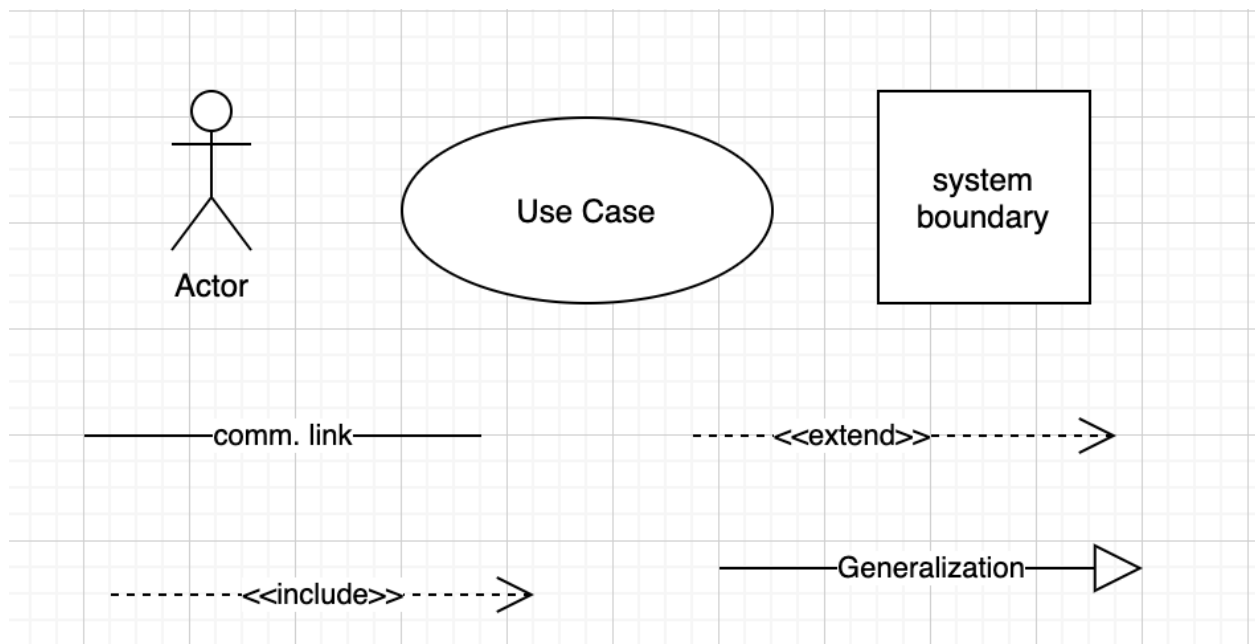 Actor
Use Case
system
boundary
comm. link
<<extend>>
<<include>>
Generalization